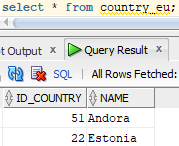 select * from country_eu;
t Output
Query Result
SQL
All Rows Fetched:
ID_COUNTRY NAME
51 Andora
22 Estonia